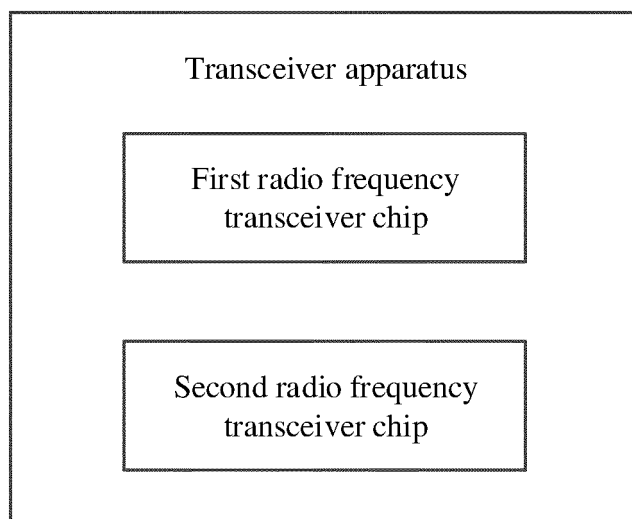 Transceiver apparatus
First radio frequency
transceiver chip
Second radio frequency
transceiver chip